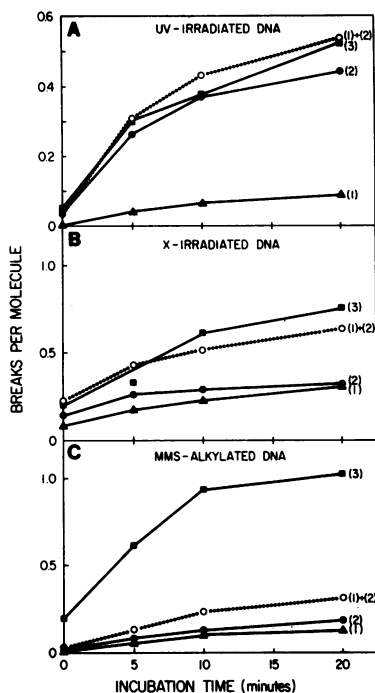 A
UV-IRRADIATED DNA
0.6
0.4
0.2
0
(1)+(2)
(3)
(2)
(1)
B
X-IRRADIATED DNA
1.0
0.5
0
(3)
(1)+(2)
(2)
(1)
C
MMS-ALKYLATED DNA
1.0
0.5
0
(3)
(1)+(2)
(2)
(1)
BREAKS PER MOLECULE
0 5 10 15 20
INCUBATION TIME (minutes)